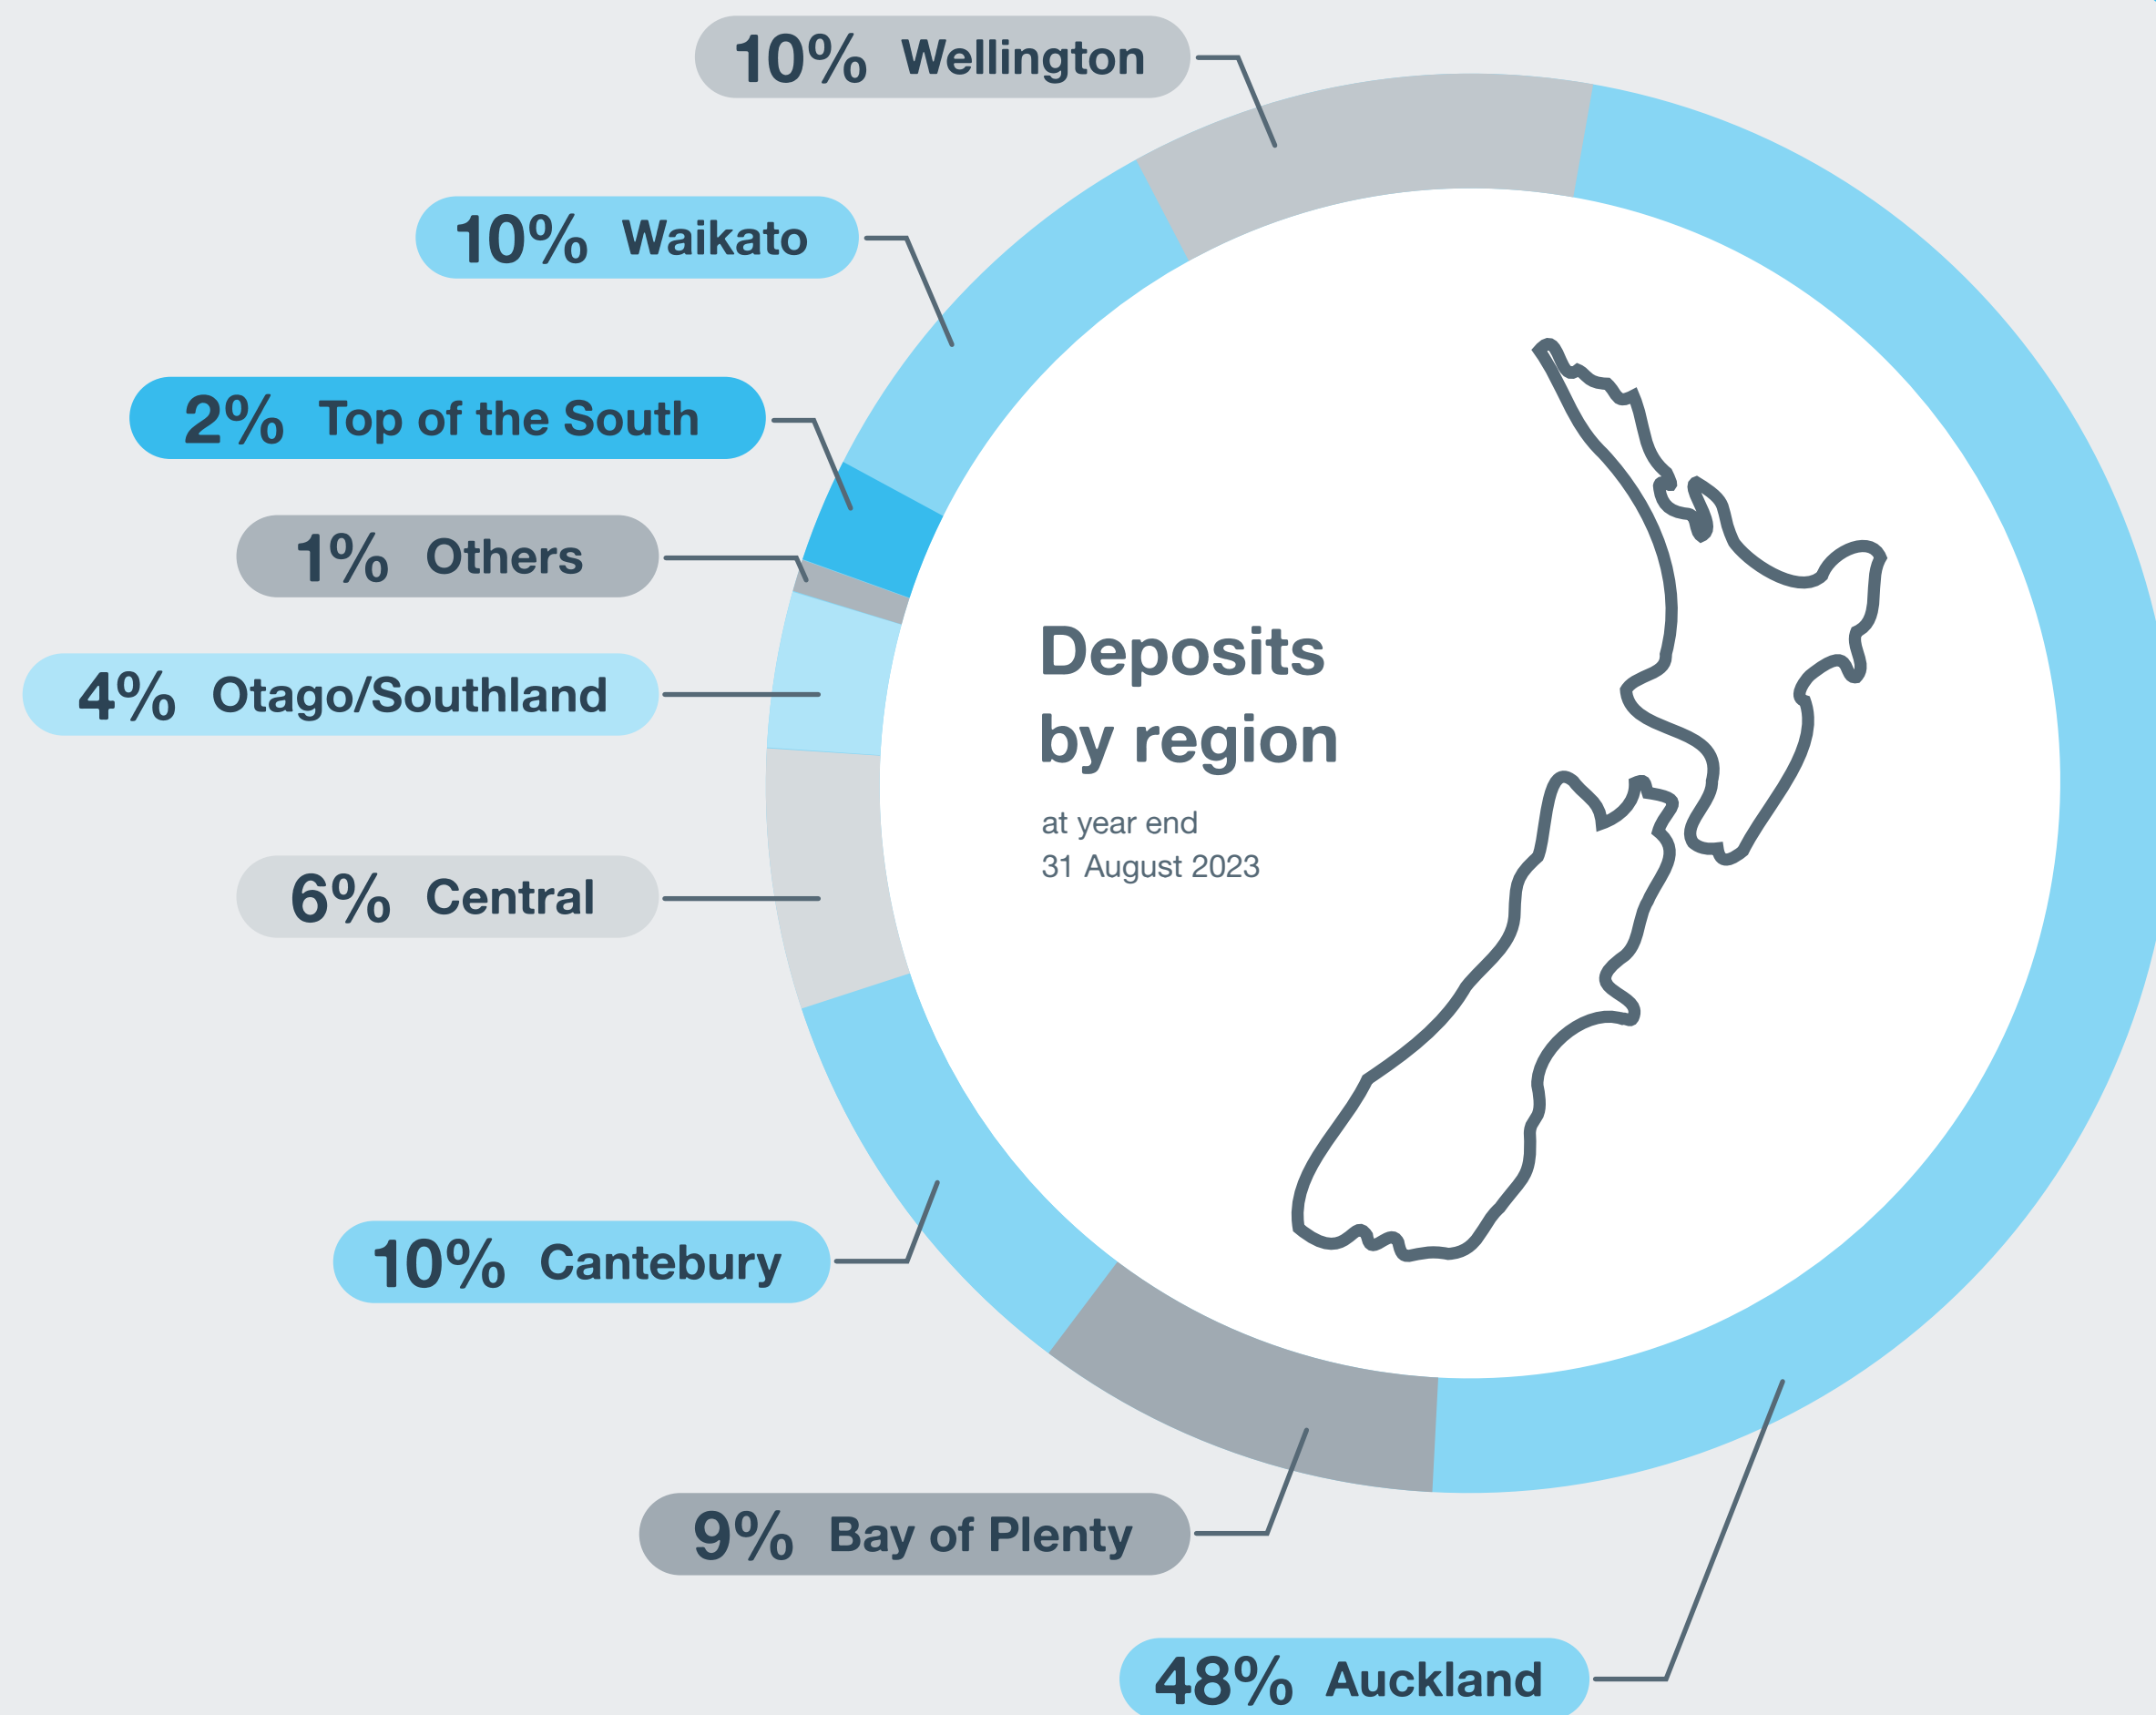 10% Wellington
10% Waikato
2% Top of the South
1% Others
4% Otago/Southland
Deposits
by region
at year end
31 August 2023
6% Central
10% Cantebury
9% Bay of Plenty
48% Auckland